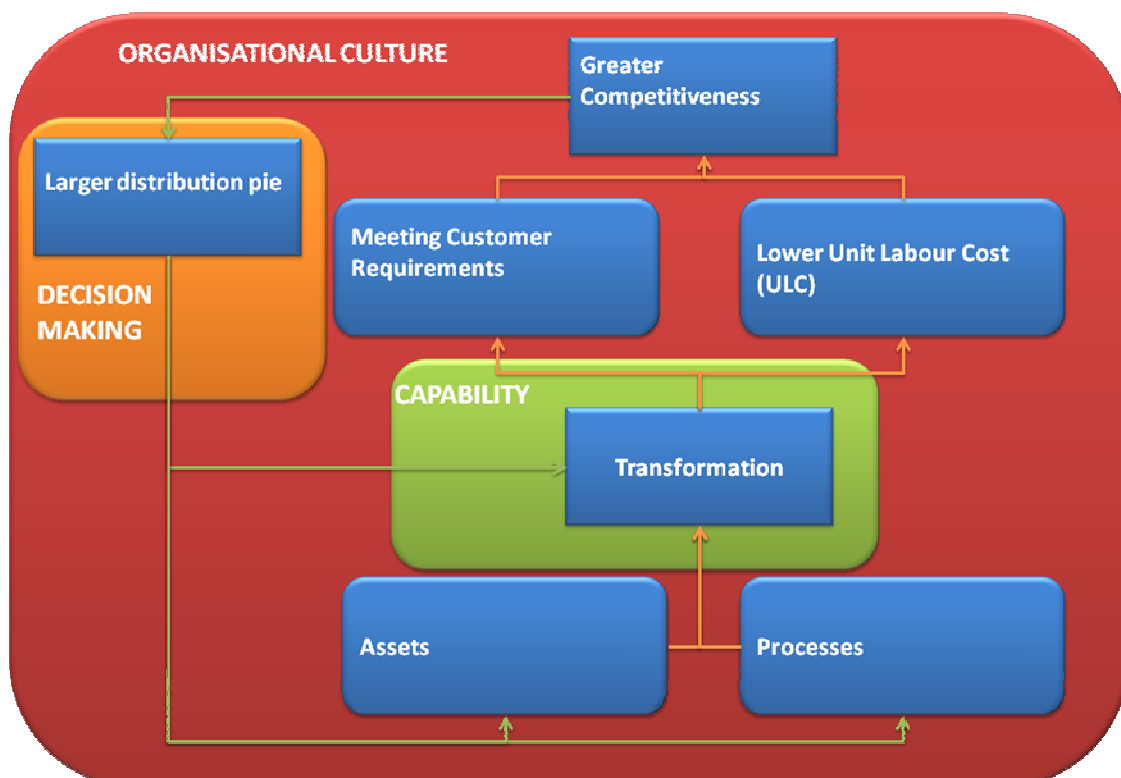 ORGANISATIONAL CULTURE
Greater
Competitiveness
Larger distribution pie
DECISION
MAKING
Meeting Customer
Requirements
Lower Unit Labour Cost
(ULC)
CAPABILITY
Transformation
Assets
Processes